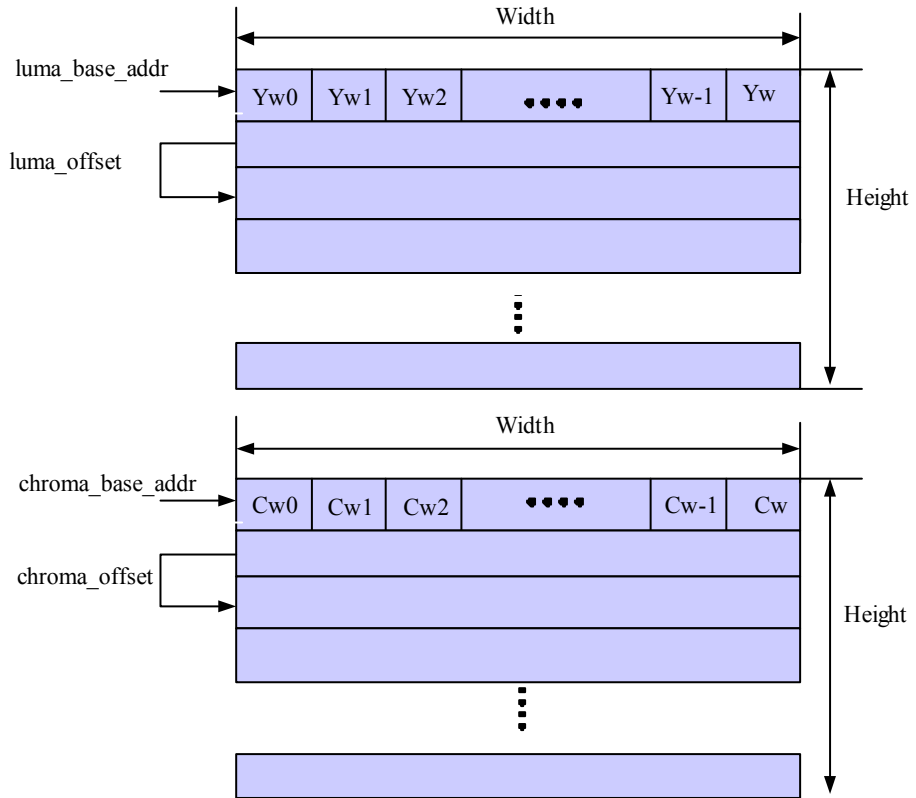 Width
luma_base_addr
Yw0 Yw1 Yw2 Yw-1 Yw
luma_offset
Height
Width
chroma_base_addr
Cw0 Cw1 Cw2 Cw-1 Cw
chroma_offset
Height